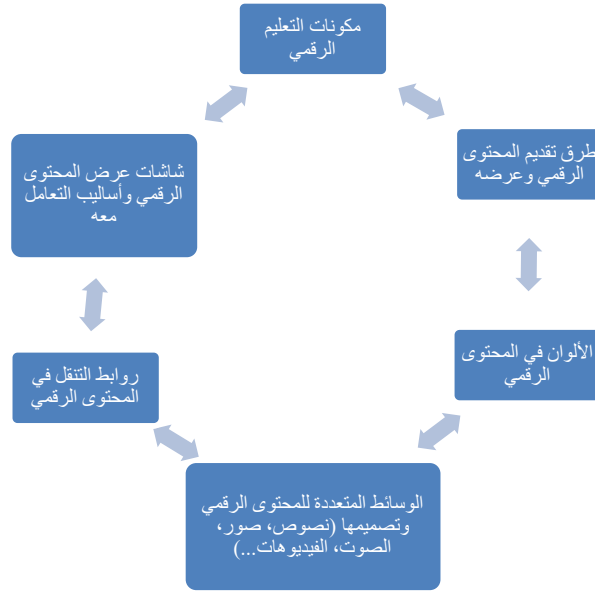 مكونات التعليم
الرقمي
طرق تقديم المحتوى
الرقمي وعرضه
الألوان في المحتوى
الرقمي
الوسائط المتعددة للمحتوى الرقمي
وتصميمها (نصوص، صور،
الصوت، الفيديوهات...)
روابط التنقل في
المحتوى الرقمي
شاشات عرض المحتوى
الرقمي وأساليب التعامل
معه